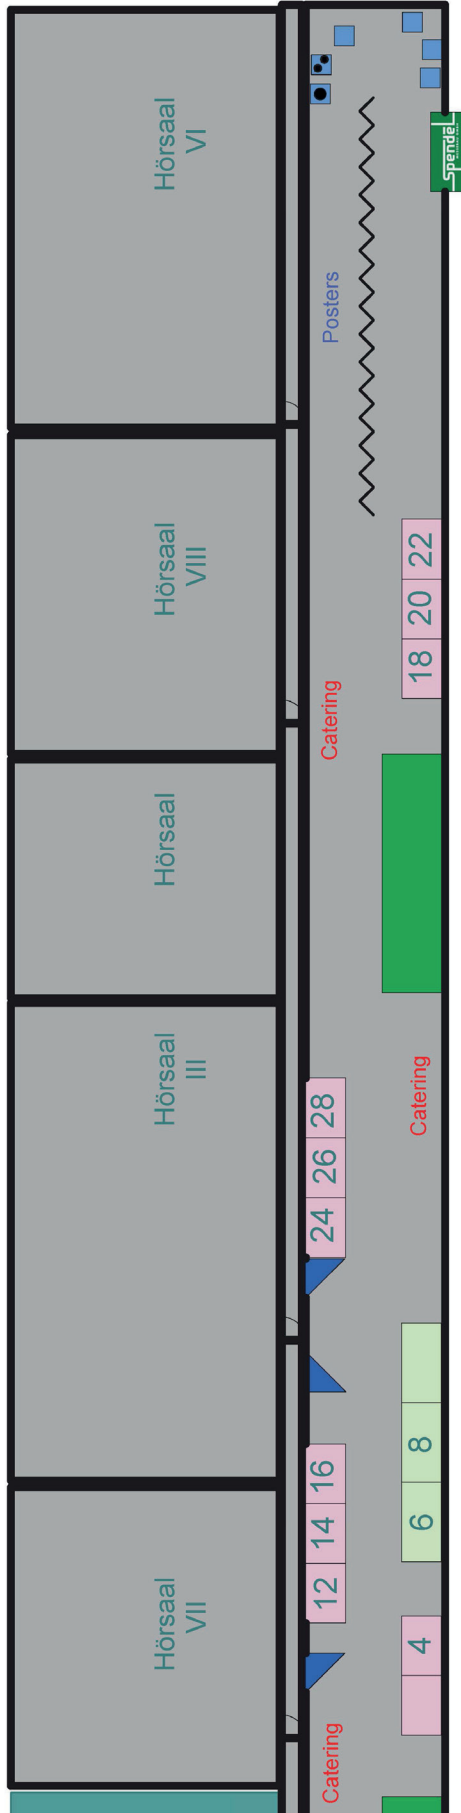 Hörsaal
VI
Hörsaal
VIII
Hörsaal
Hörsaal
III
Hörsaal
VII
Spendël
Posters
22
20
18
Catering
Catering
28
26
24
16
14
12
8
6
4
Catering